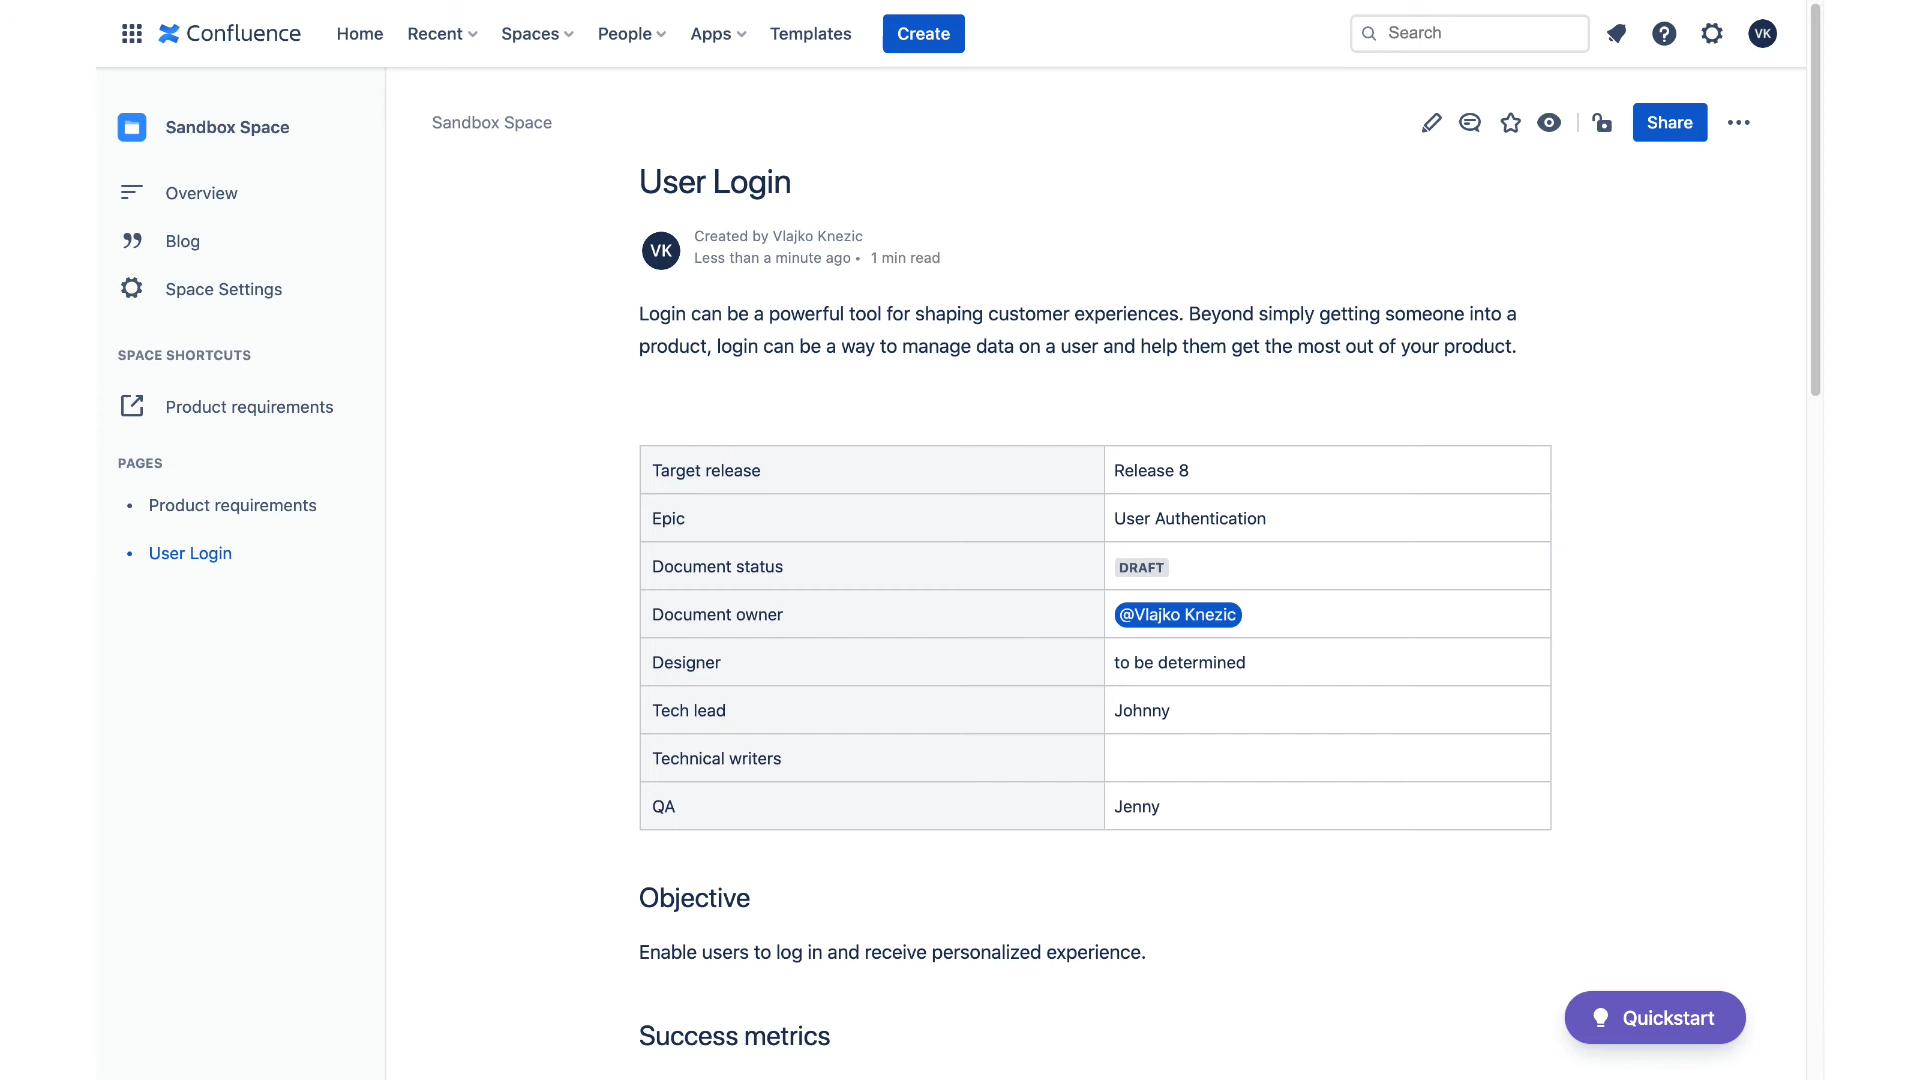 Confluence
Home
Recent
Spaces
People
Apps
Templates
Create
Search
VK
Sandbox Space
Overview
Blog
Space Settings
SPACE SHORTCUTS
Product requirements
PAGES
• Product requirements
• User Login
Sandbox Space
Share
User Login
VK
Created by Vlajko Knezic
Less than a minute ago • 1 min read
Login can be a powerful tool for shaping customer experiences. Beyond simply getting someone into a
product, login can be a way to manage data on a user and help them get the most out of your product.
Target release Release 8
Epic User Authentication
Document status DRAFT
Document owner @Vlajko Knezic
Designer to be determined
Tech lead Johnny
Technical writers
QA Jenny
Objective
Enable users to log in and receive personalized experience.
Success metrics
Quickstart